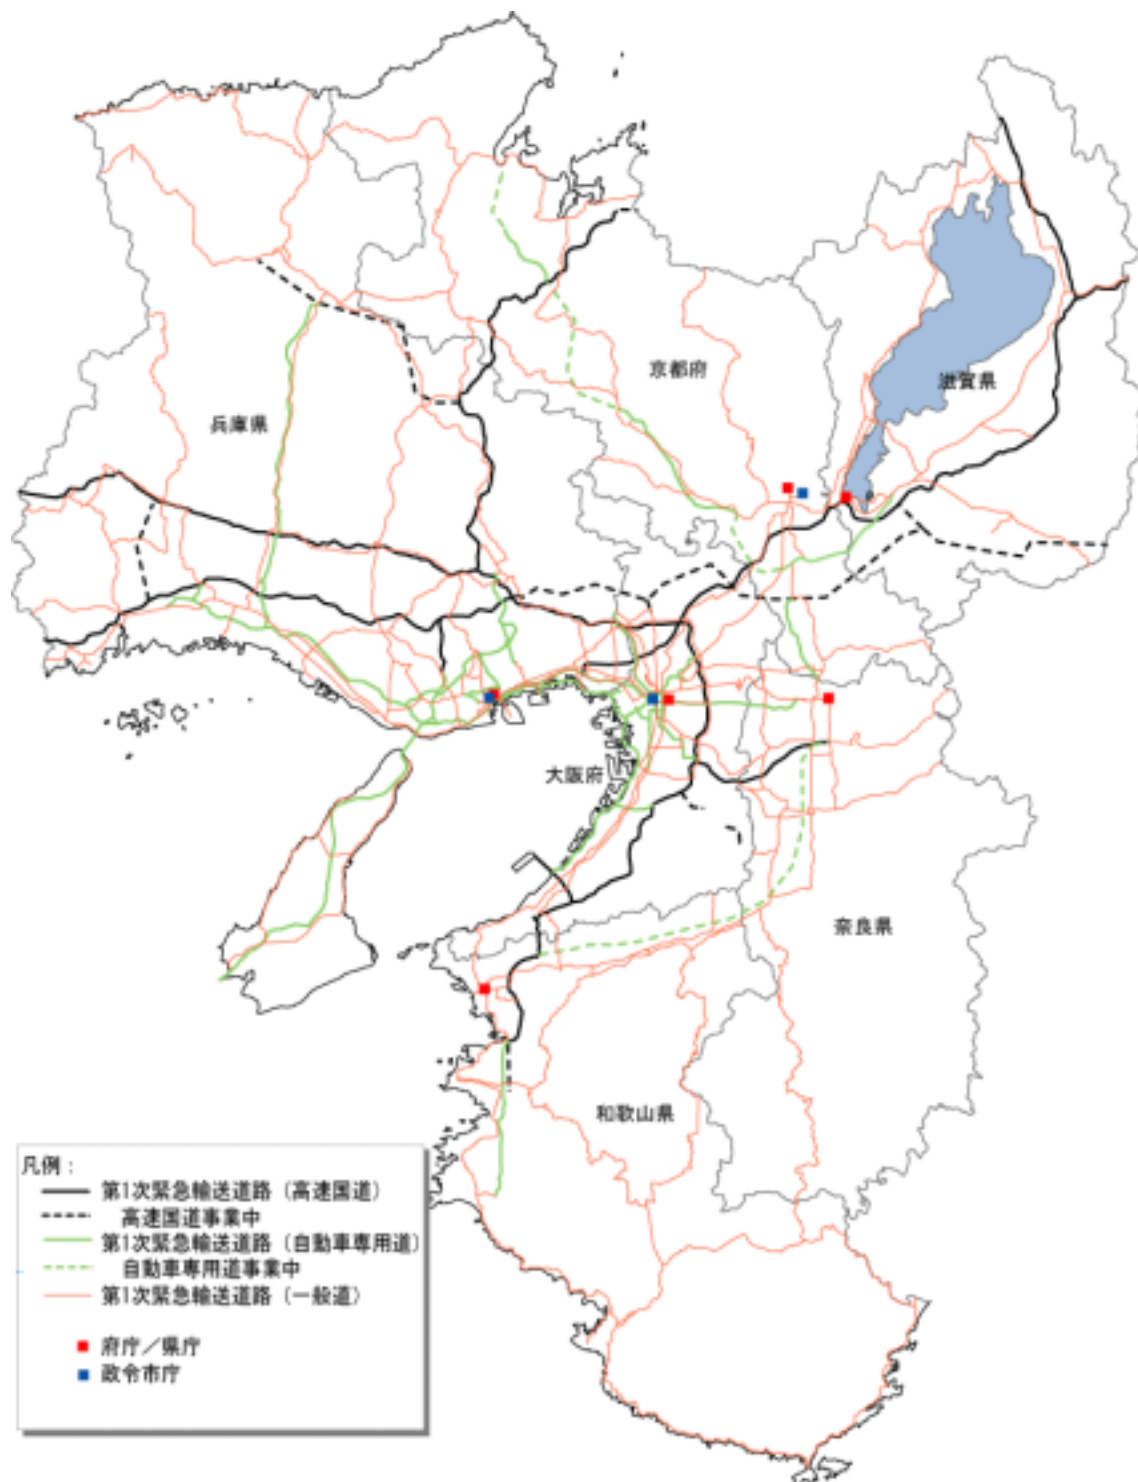 京都府
滋賀県
兵庫県
大阪府
奈良県
和歌山県
凡例：
第1次緊急輸送道路（高速国道）
高速国道事業中
第1次緊急輸送道路（自動車専用道）
自動車専用道事業中
第1次緊急輸送道路（一般道）
府庁／県庁
政令市庁